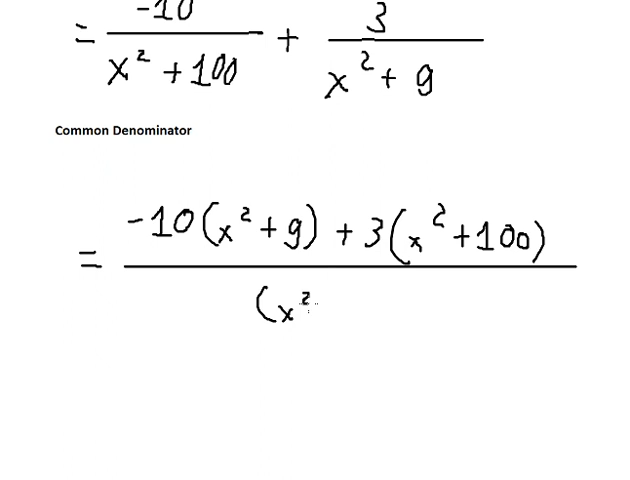 = -10 / x² + 100 + 3 / x² + 9
Common Denominator
= -10(x² + 9) + 3(x² + 100)
(x²